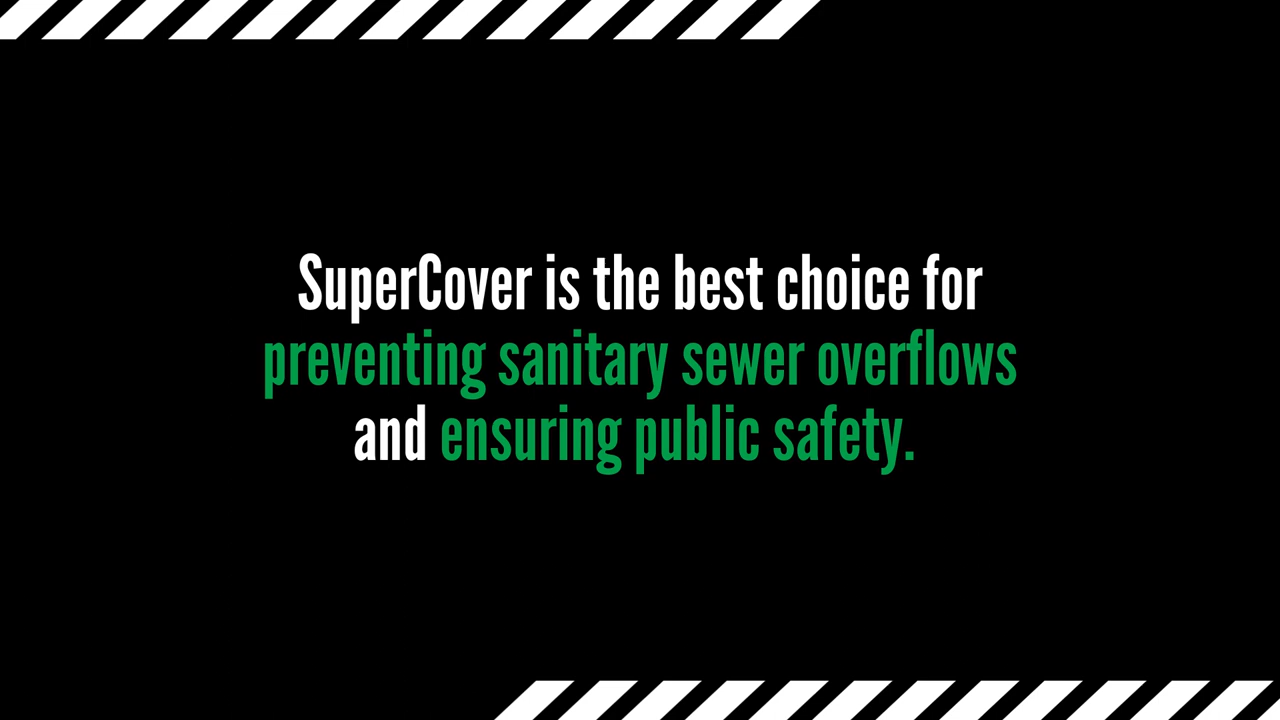 SuperCover is the best choice for
preventing sanitary sewer overflows
and ensuring public safety.